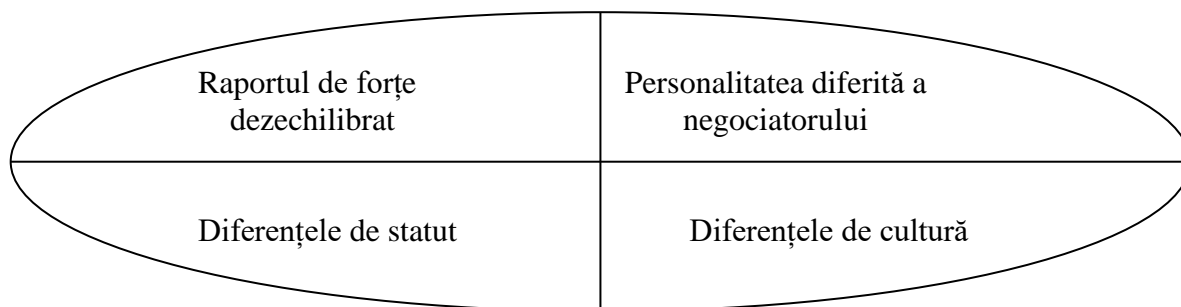 Raportul de forțe
dezechilibrat
Personalitatea diferită a
negociatorului
Diferențele de statut
Diferențele de cultură